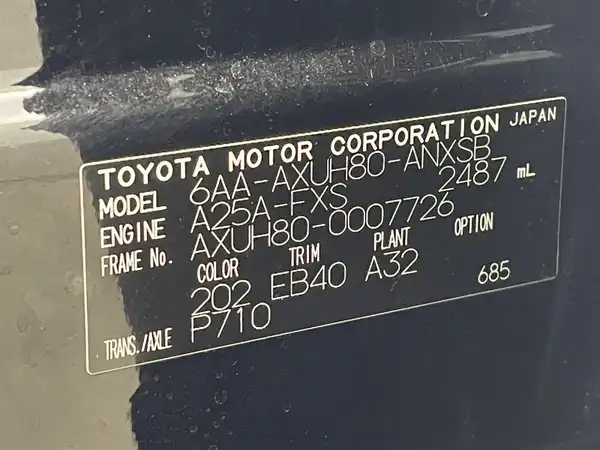 TOYOTA MOTOR CORPORATION JAPAN
MODEL 6AA-AXUH80-ANXSB
ENGINE A25A-FXS 2487 mL
FRAME No. AXUH80-0007726
COLOR TRIM PLANT OPTION
202 EB40 A32 685
TRANS./AXLE P710